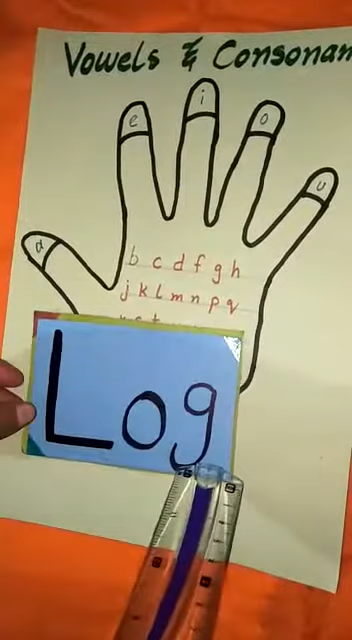 Vowels & Consonan
e i o
a u
b c d f g h
j k l m n p q
Log